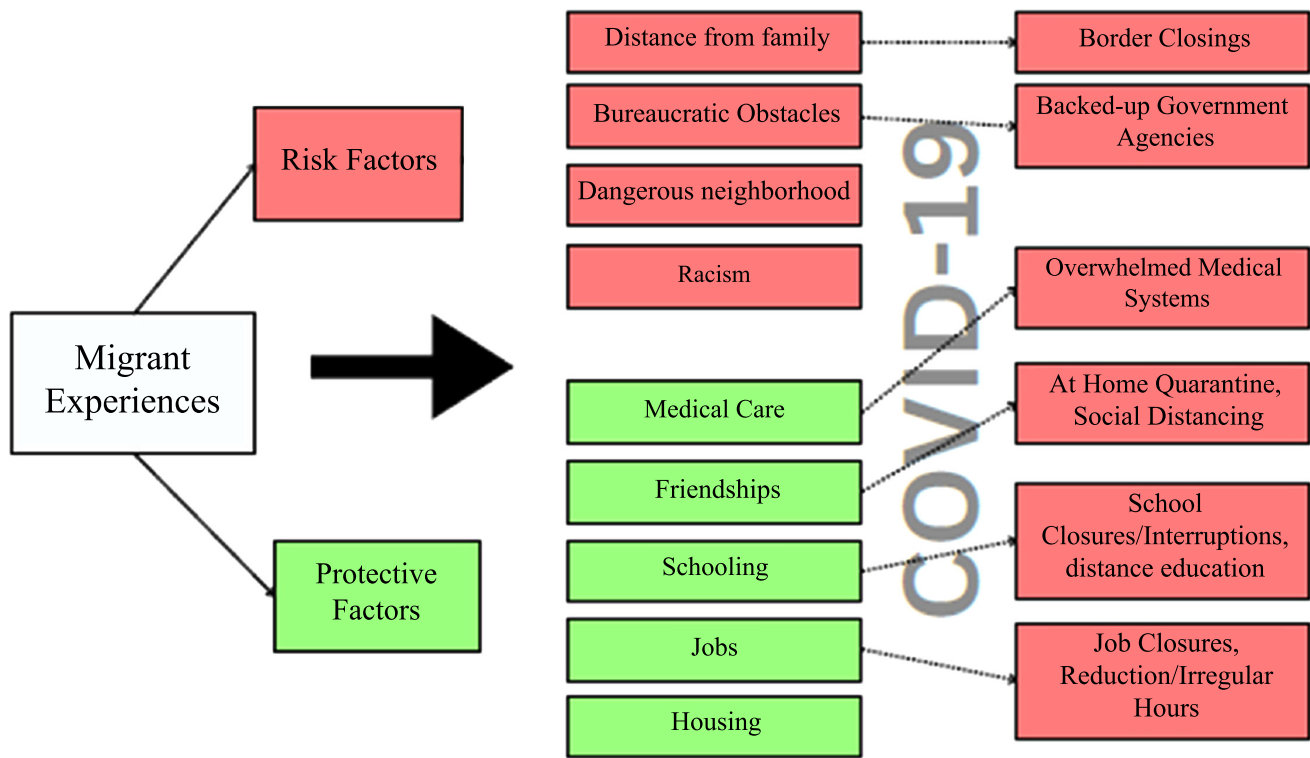 Migrant
Experiences
Risk Factors
Protective
Factors
Distance from family
Bureaucratic Obstacles
Dangerous neighborhood
Racism
Medical Care
Friendships
Schooling
Jobs
Housing
COVID-19
Border Closings
Backed-up Government
Agencies
Overwhelmed Medical
Systems
At Home Quarantine,
Social Distancing
School
Closures/Interruptions,
distance education
Job Closures,
Reduction/Irregular
Hours